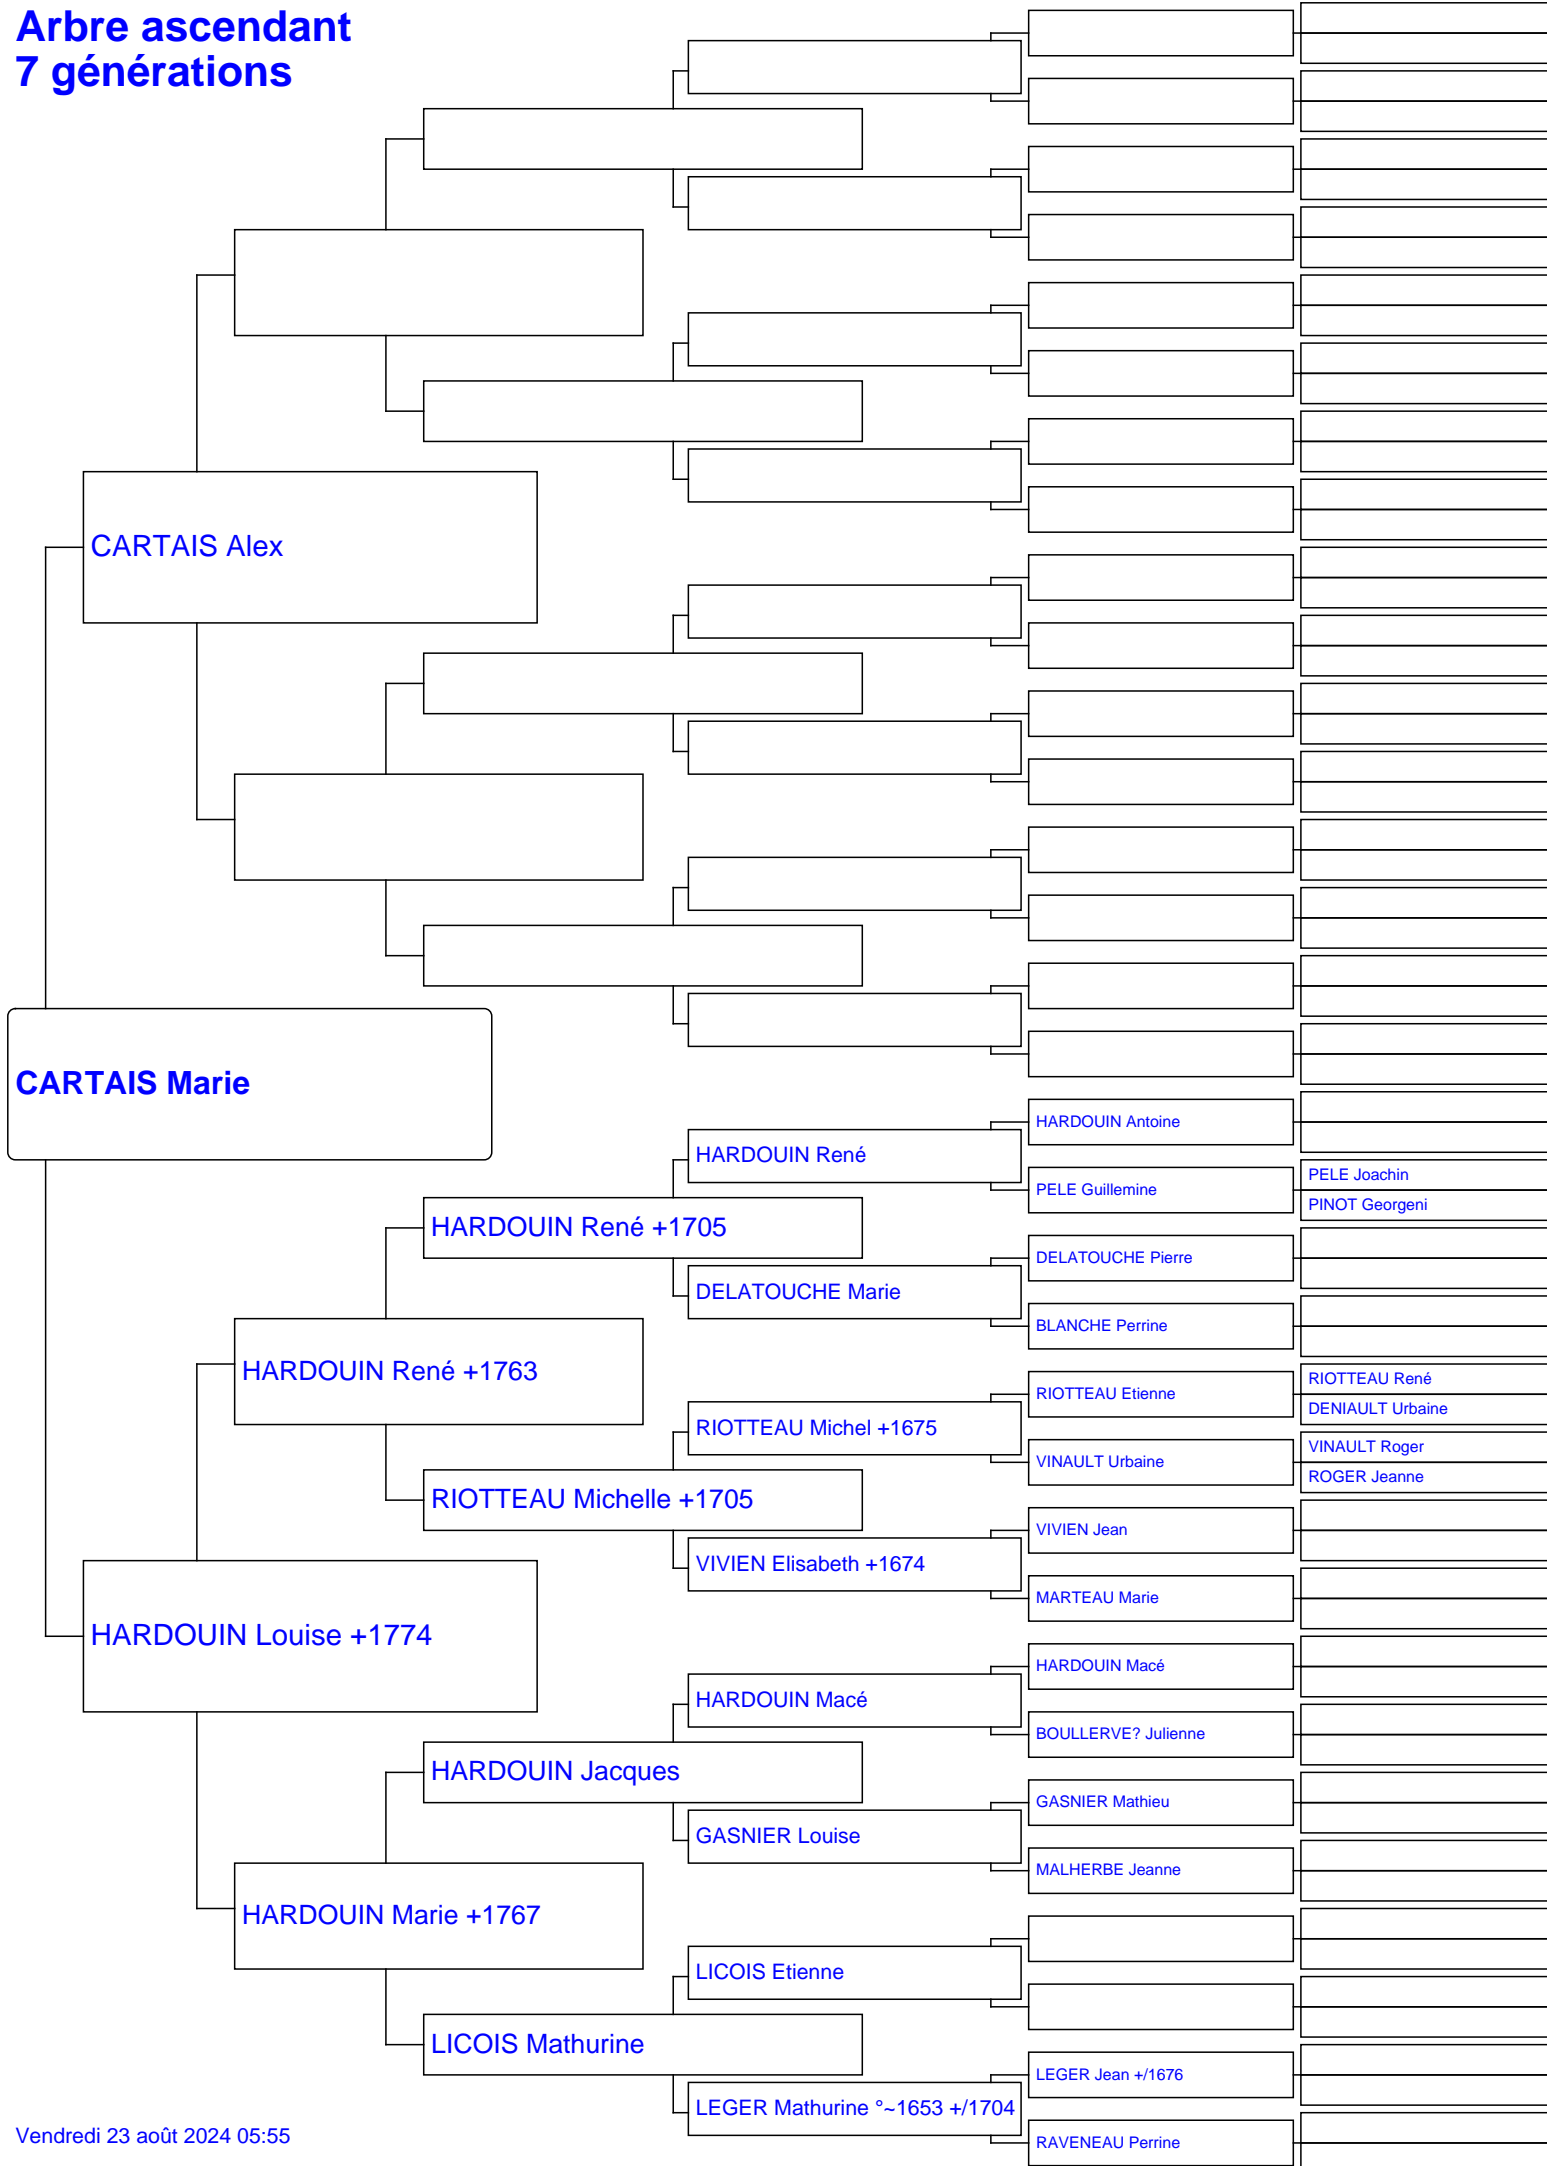 Arbre ascendant
7 générations
CARTAIS Alex
CARTAIS Marie
HARDOUIN Antoine
HARDOUIN René
PELE Joachin
PELE Guillemine
PINOT Georgeni
HARDOUIN René +1705
DELATOUCHE Pierre
DELATOUCHE Marie
BLANCHE Perrine
HARDOUIN René +1763
RIOTTEAU René
RIOTTEAU Etienne
DENIAULT Urbaine
RIOTTEAU Michel +1675
VINAULT Roger
VINAULT Urbaine
ROGER Jeanne
RIOTTEAU Michelle +1705
VIVIEN Jean
VIVIEN Elisabeth +1674
MARTEAU Marie
HARDOUIN Louise +1774
HARDOUIN Macé
HARDOUIN Macé
BOULLERVE? Julienne
HARDOUIN Jacques
GASNIER Mathieu
GASNIER Louise
MALHERBE Jeanne
HARDOUIN Marie +1767
LICOIS Etienne
LICOIS Mathurine
LEGER Jean +/1676
LEGER Mathurine °~1653 +/1704
RAVENEAU Perrine
Vendredi 23 août 2024 05:55